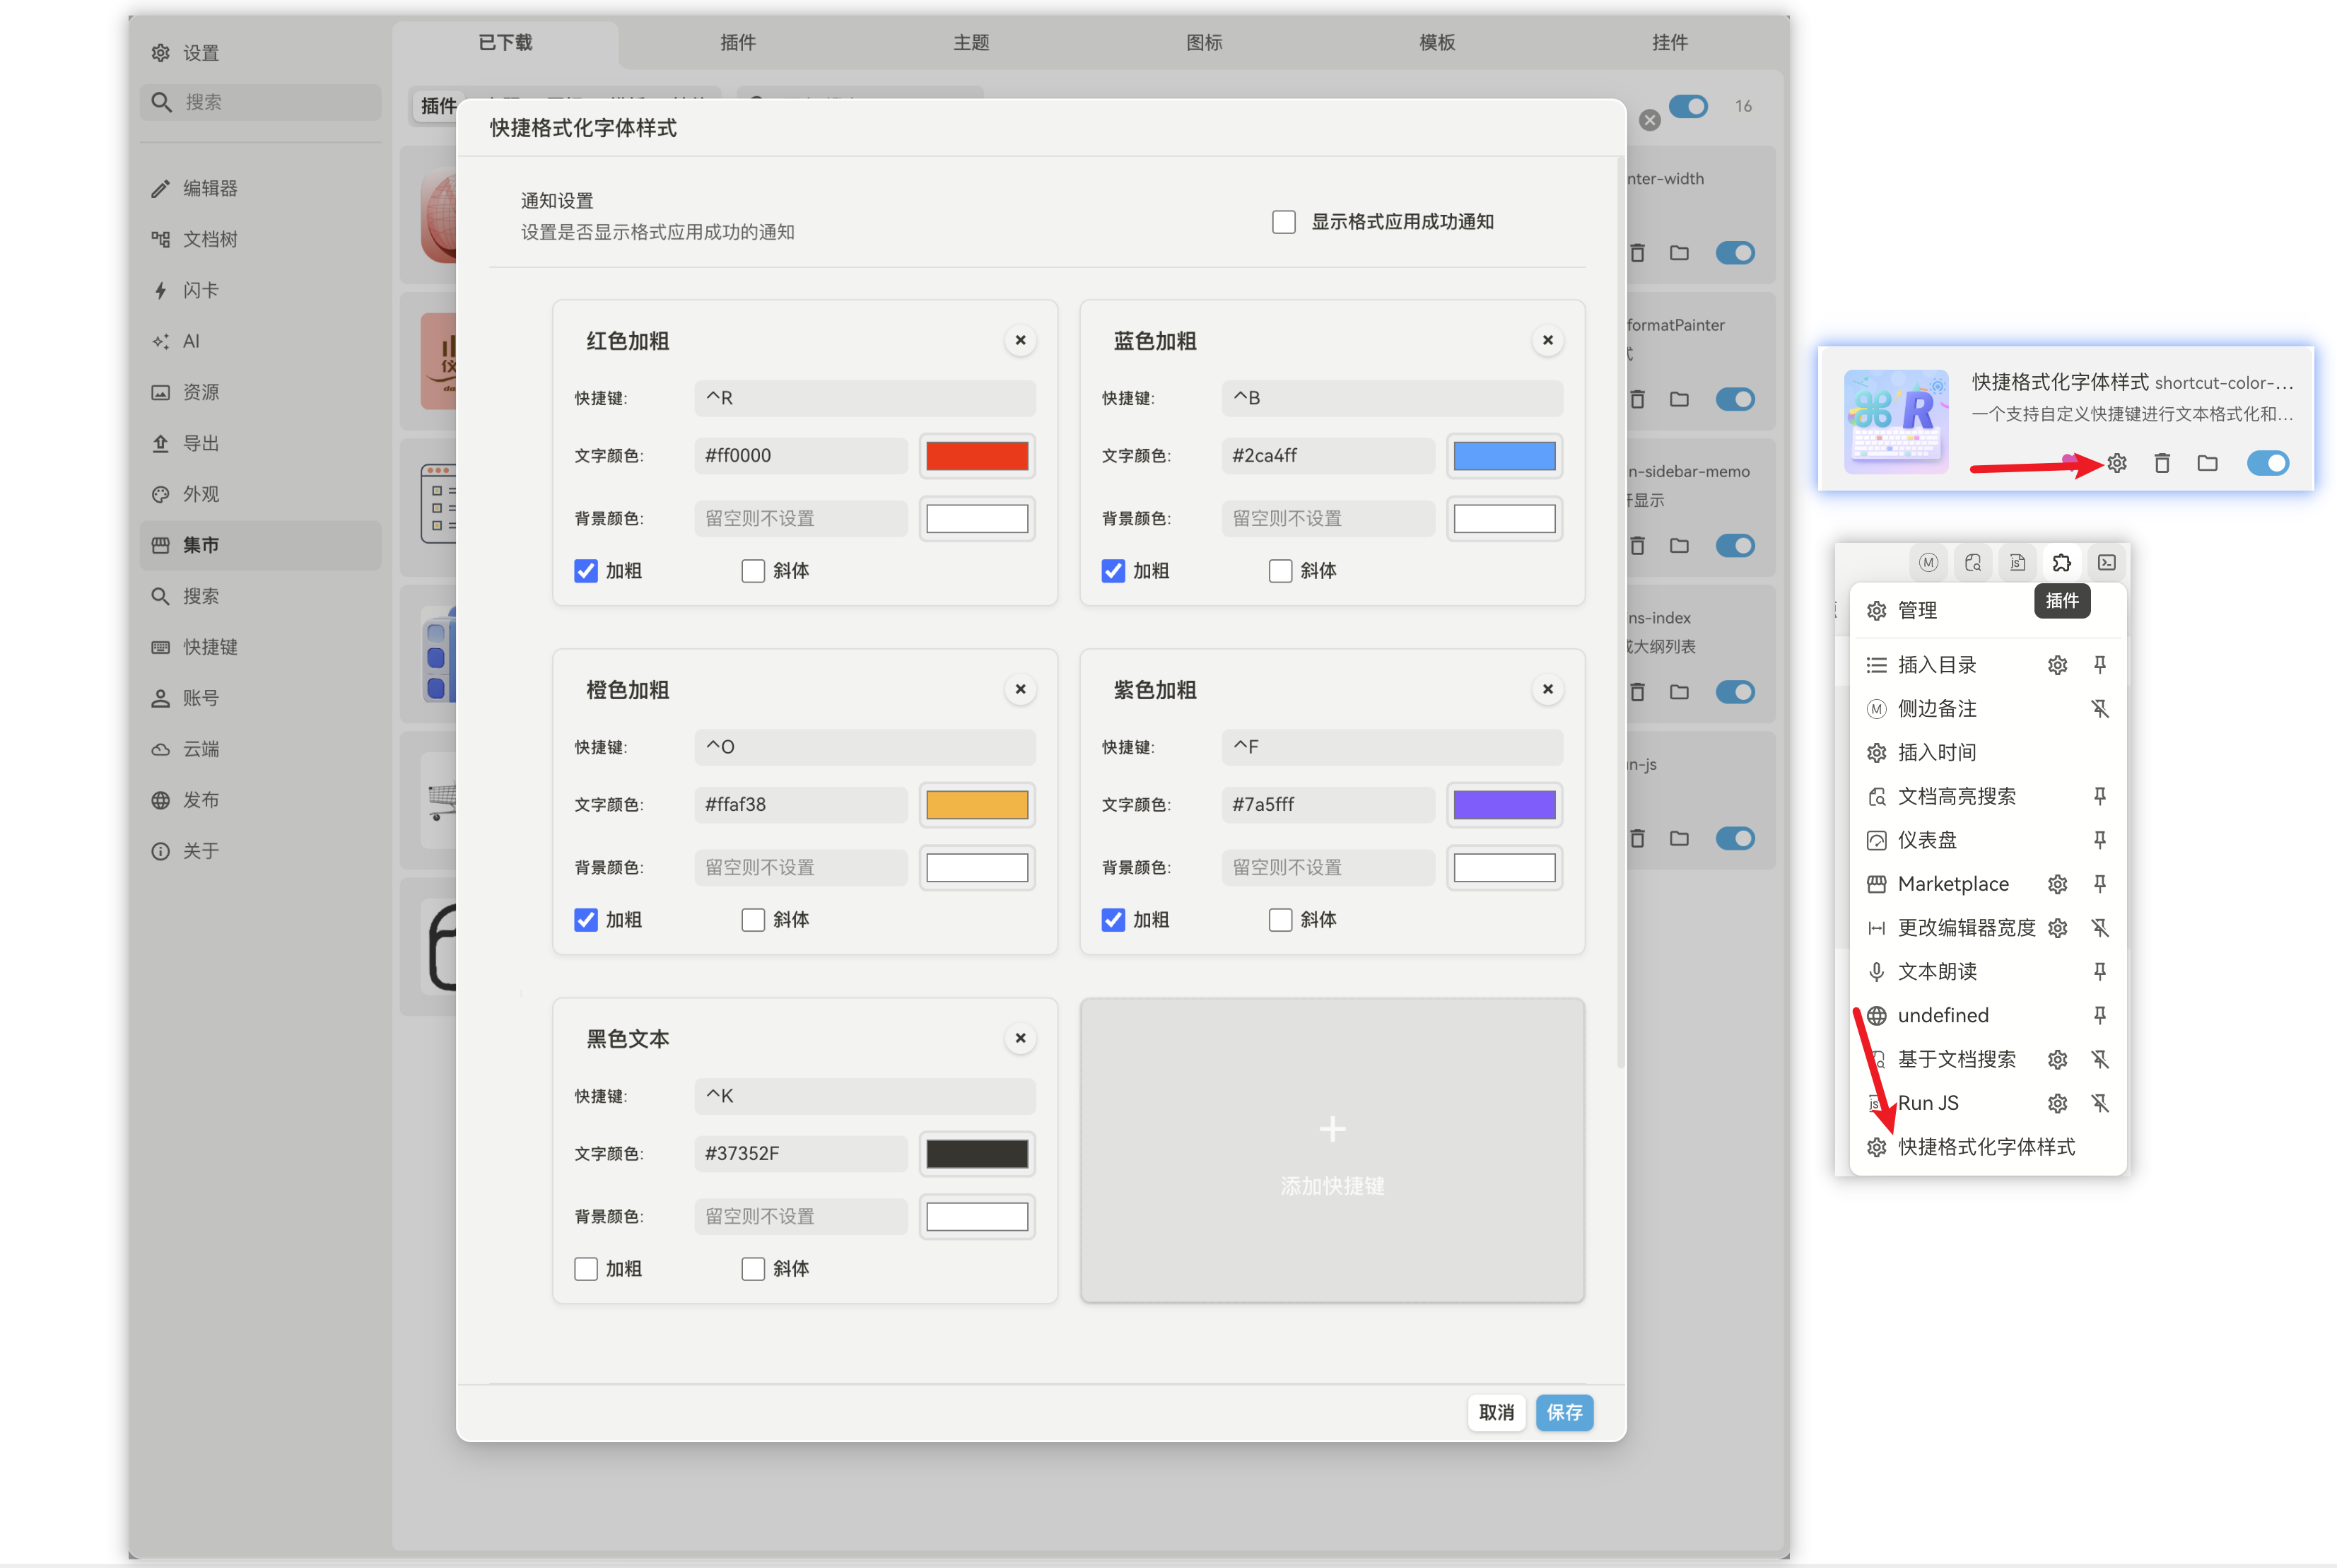 设置
搜索
编辑器
文档树
闪卡
AI
资源
导出
外观
集市
搜索
快捷键
账号
云端
发布
关于
已下载
插件
主题
图标
模板
挂件
插件
16
快捷格式化字体样式
通知设置
设置是否显示格式应用成功的通知
显示格式应用成功通知
红色加粗
快捷键:
^R
文字颜色:
#ff0000
背景颜色:
留空则不设置
加粗
斜体
蓝色加粗
快捷键:
^B
文字颜色:
#2ca4ff
背景颜色:
留空则不设置
加粗
斜体
橙色加粗
快捷键:
^O
文字颜色:
#ffaf38
背景颜色:
留空则不设置
加粗
斜体
紫色加粗
快捷键:
^F
文字颜色:
#7a5fff
背景颜色:
留空则不设置
加粗
斜体
黑色文本
快捷键:
^K
文字颜色:
#37352F
背景颜色:
留空则不设置
加粗
斜体
添加快捷键
取消
保存
nter-width
formatPainter
n-sidebar-memo
开显示
ns-index
成大纲列表
n-js
⌘R
快捷格式化字体样式 shortcut-color-...
一个支持自定义快捷键进行文本格式化和...
插件
管理
插入目录
侧边备注
插入时间
文档高亮搜索
仪表盘
Marketplace
更改编辑器宽度
文本朗读
undefined
基于文档搜索
Run JS
快捷格式化字体样式